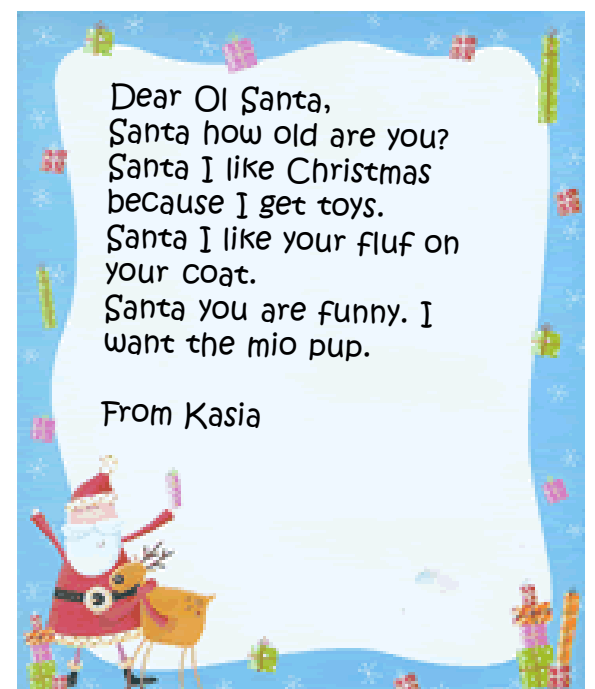 Dear Ol Santa,
Santa how old are you?
Santa I like Christmas
because I get toys.
Santa I like your fluf on
your coat.
Santa you are funny. I
want the mio pup.
From Kasia